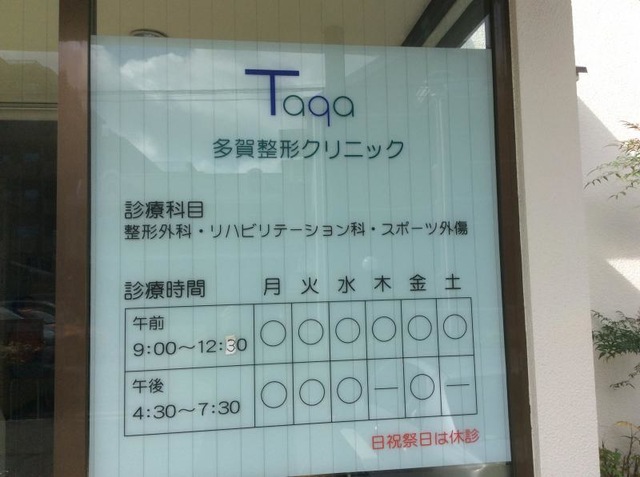 Taga
多賀整形クリニック
診療科目
整形外科・リハビリテーション科・スポーツ外傷
診療時間 月 火 水 木 金 土
午前 9:00〜12:30 ○ ○ ○ ○ ○ ○
午後 4:30〜7:30 ○ ○ ○ — ○ —
日祝祭日は休診